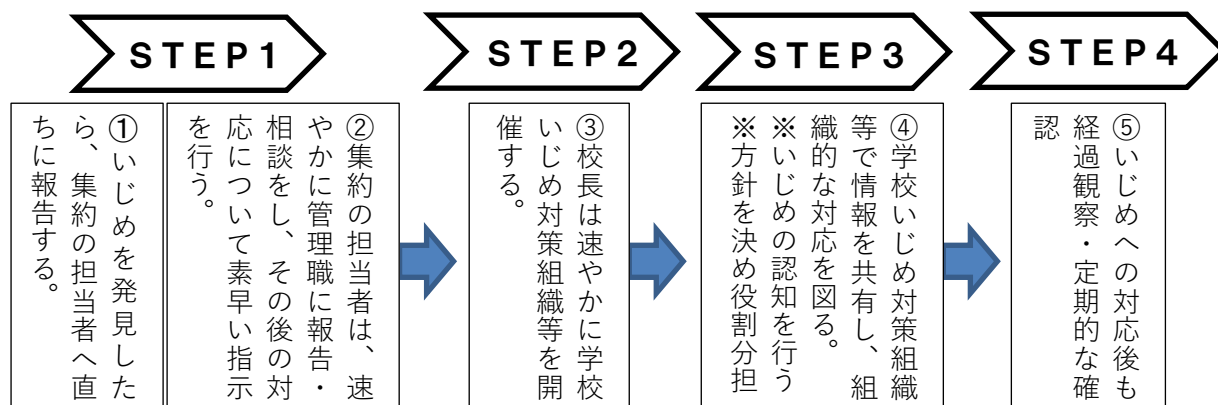 STEP1
STEP2
STEP3
STEP4
①いじめを発見した
ら、集約の担当者へ直
ちに報告する。
②集約の担当者は、速
やかに管理職に報告・
相談をし、その後の対
応について素早い指示
を行う。
③校長は速やかに学校
いじめ対策組織等を開
催する。
④学校いじめ対策組織
等で情報を共有し、組
織的な対応を図る。
※いじめの認知を行う
※方針を決め役割分担
⑤いじめへの対応後も
経過観察・定期的な確
認